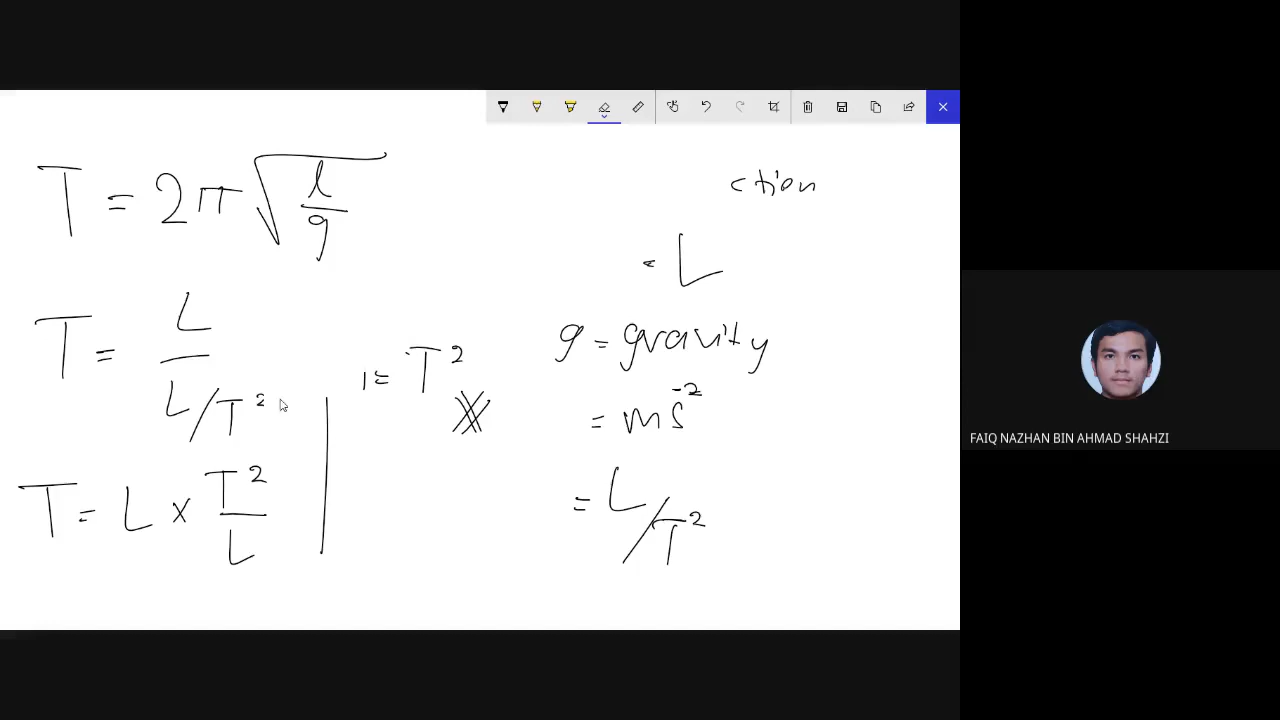 T = 2π√(l/g)
T = L / (L/T²)
T = L × T²/L
1 = T²
ction
= L
g = gravity
= ms⁻²
= L/T²
FAIQ NAZHAN BIN AHMAD SHAHZI